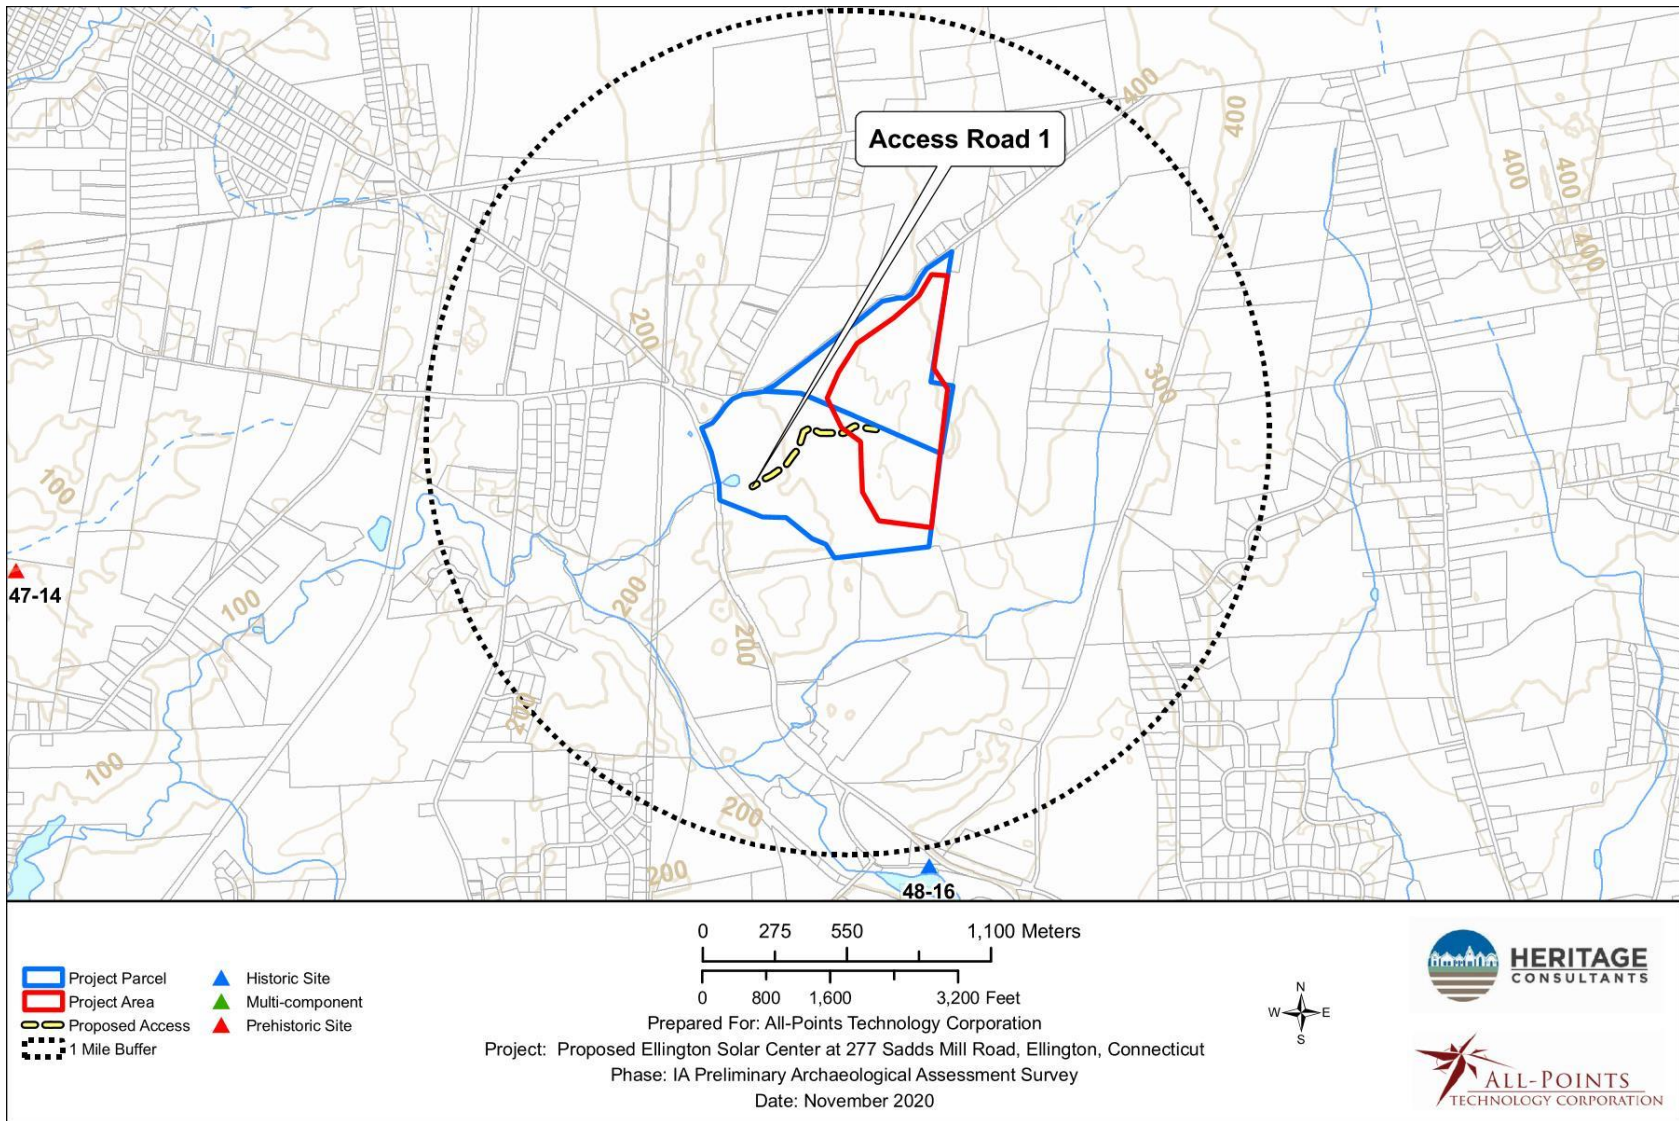 400
400
Access Road 1
400
400
400
200
300
100
47-14
100
200
200
200
100
200
200
48-16
0 275 550 1,100 Meters
0 800 1,600 3,200 Feet
Project Parcel
Project Area
Proposed Access
1 Mile Buffer
Historic Site
Multi-component
Prehistoric Site
Prepared For: All-Points Technology Corporation
Project: Proposed Ellington Solar Center at 277 Sadds Mill Road, Ellington, Connecticut
Phase: IA Preliminary Archaeological Assessment Survey
Date: November 2020
N
W E
S
HERITAGE
CONSULTANTS
ALL-POINTS
TECHNOLOGY CORPORATION